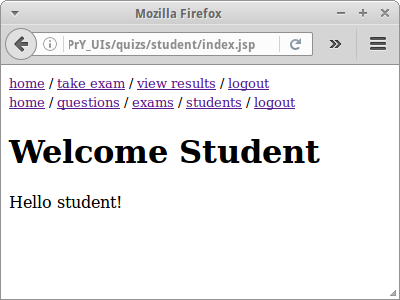 Mozilla Firefox
PrY_UIs/quizs/student/index.jsp
home / take exam / view results / logout
home / questions / exams / students / logout
Welcome Student
Hello student!